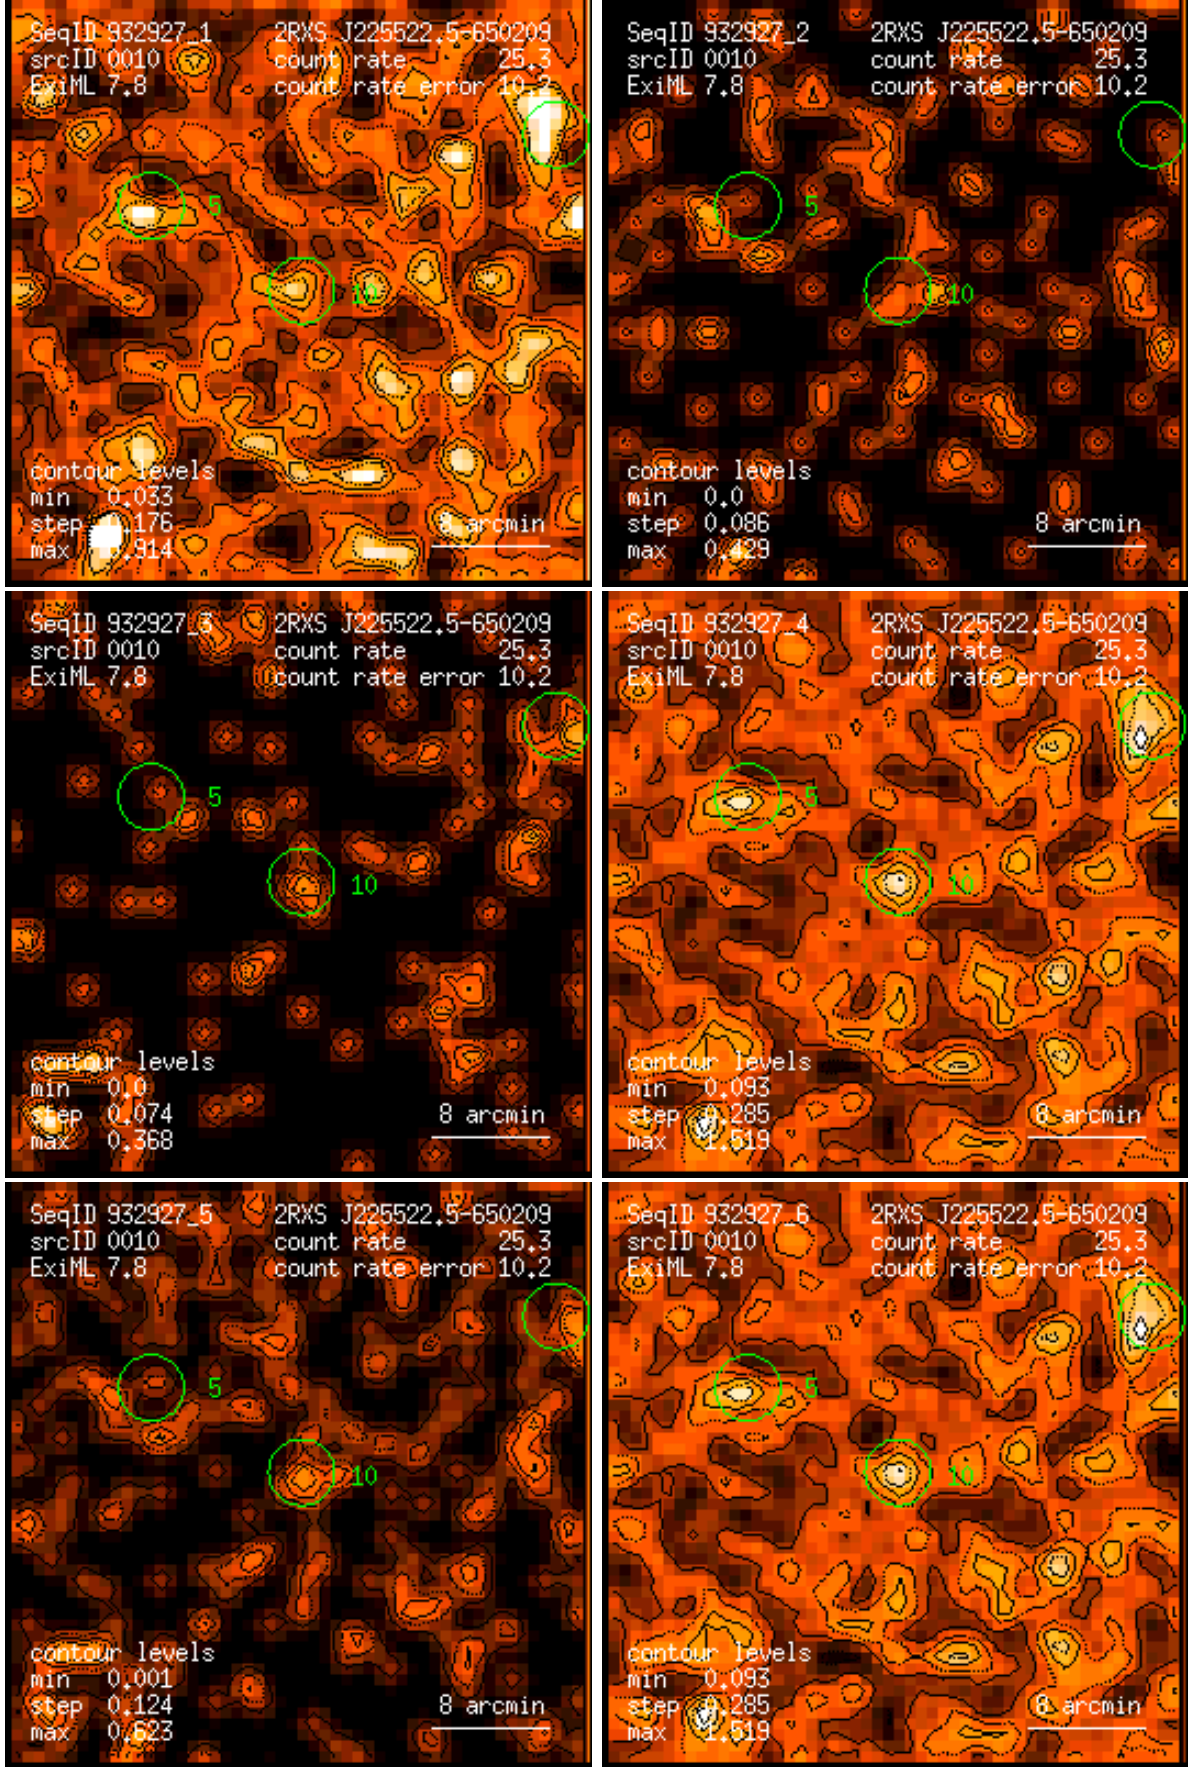 SeqID 932927_1 2RXS J225522.5-650209
srcID 0010 count rate 25.3
ExiML 7.8 count rate error 10.2
5
10
contour levels
min 0.033
step 0.176
max 0.914
8 arcmin
SeqID 932927_2 2RXS J225522.5-650209
srcID 0010 count rate 25.3
ExiML 7.8 count rate error 10.2
5
10
contour levels
min 0.0
step 0.086
max 0.429
8 arcmin
SeqID 932927_3 2RXS J225522.5-650209
srcID 0010 count rate 25.3
ExiML 7.8 count rate error 10.2
5
10
contour levels
min 0.0
step 0.074
max 0.368
8 arcmin
SeqID 932927_4 2RXS J225522.5-650209
srcID 0010 count rate 25.3
ExiML 7.8 count rate error 10.2
5
10
contour levels
min 0.093
step 0.285
max 1.519
8 arcmin
SeqID 932927_5 2RXS J225522.5-650209
srcID 0010 count rate 25.3
ExiML 7.8 count rate error 10.2
5
10
contour levels
min 0.001
step 0.124
max 0.623
8 arcmin
SeqID 932927_6 2RXS J225522.5-650209
srcID 0010 count rate 25.3
ExiML 7.8 count rate error 10.2
5
10
contour levels
min 0.093
step 0.285
max 1.519
8 arcmin